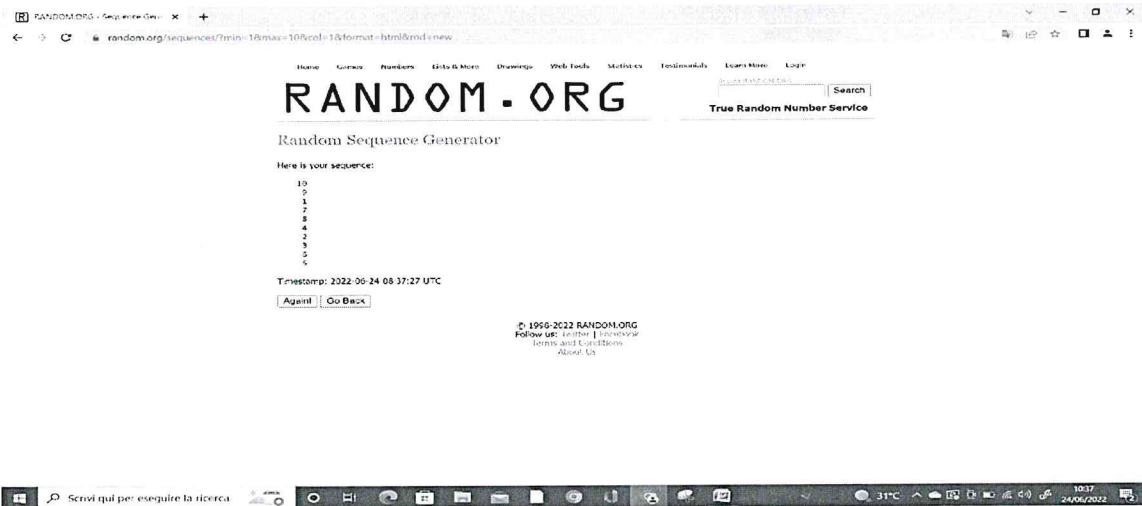 RANDOM.ORG - Sequence Gen
random.org/sequences/?min=1&max=10&col=1&format=html&rnd=new
Home Games Numbers Lists & More Drawings Web Tools Statistics Testimonials Learn More Login
RANDOM.ORG
Search
True Random Number Service
Random Sequence Generator
Here is your sequence:
10
9
1
7
8
4
2
3
6
5
Timestamp: 2022-06-24 08:37:27 UTC
Again! Go Back
© 1998-2022 RANDOM.ORG
Follow us: Twitter | Facebook
Terms and Conditions
About Us
Scrivi qui per eseguire la ricerca
31°C
10:37
24/06/2022
2